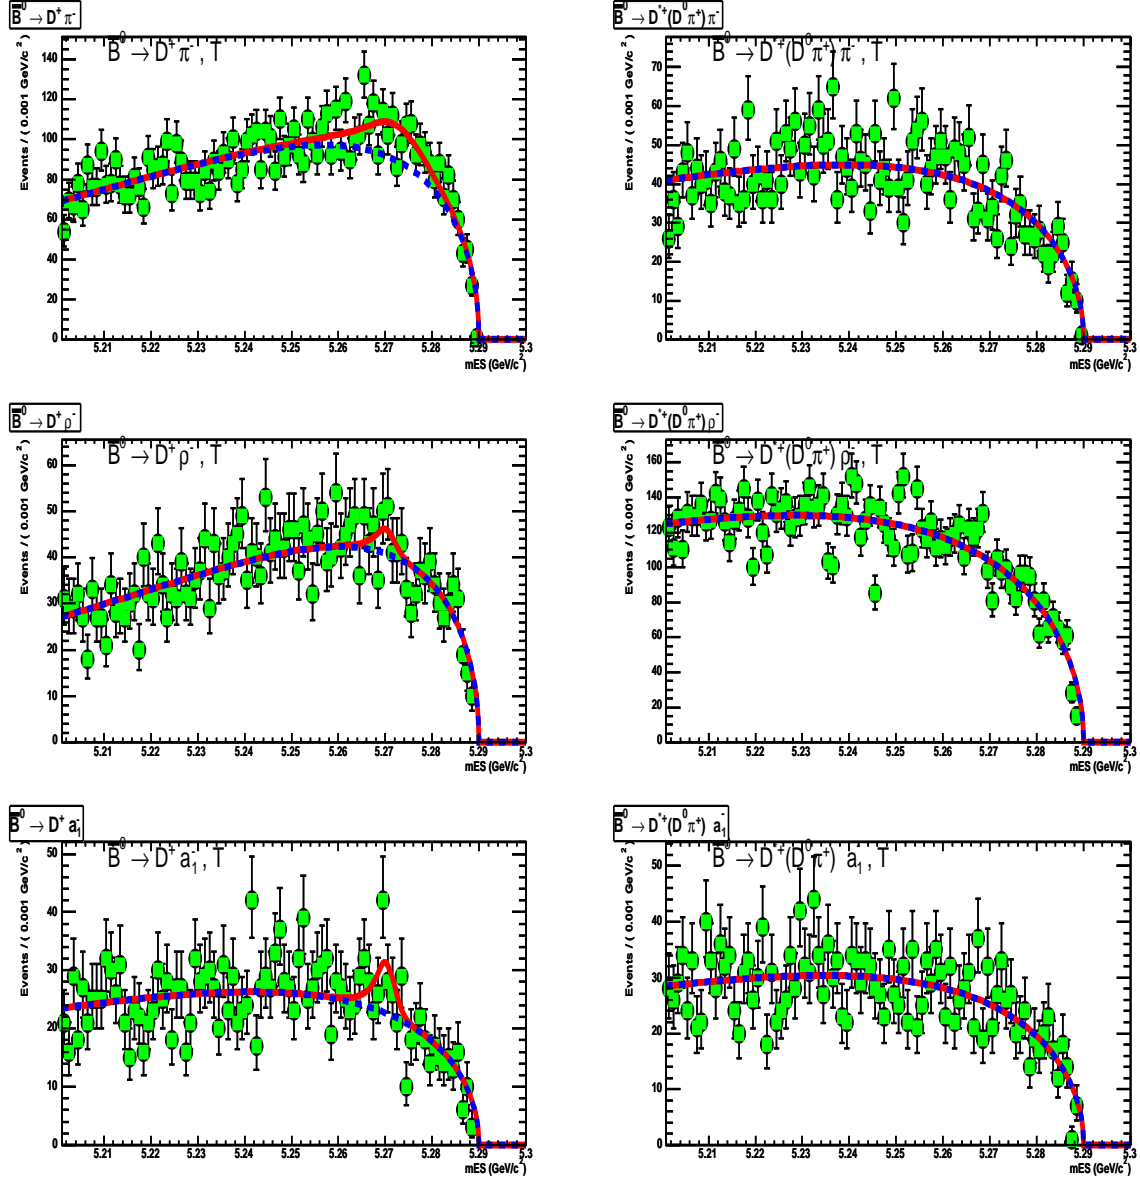 B̅⁰ → D⁺ π⁻
B̅⁰ → D⁺ π⁻, T
Events / ( 0.001 GeV/c² )
140
120
100
80
60
40
20
0
5.21 5.22 5.23 5.24 5.25 5.26 5.27 5.28 5.29 5.3
mES (GeV/c²)
B̅⁰ → D*⁺(D⁰π⁺) π⁻
B̅⁰ → D*⁺(D⁰π⁺) π⁻, T
Events / ( 0.001 GeV/c² )
70
60
50
40
30
20
10
0
5.21 5.22 5.23 5.24 5.25 5.26 5.27 5.28 5.29 5.3
mES (GeV/c²)
B̅⁰ → D⁺ ρ⁻
B̅⁰ → D⁺ ρ⁻, T
Events / ( 0.001 GeV/c² )
60
50
40
30
20
10
0
5.21 5.22 5.23 5.24 5.25 5.26 5.27 5.28 5.29 5.3
mES (GeV/c²)
B̅⁰ → D*⁺(D⁰π⁺) ρ⁻
B̅⁰ → D*⁺(D⁰π⁺) ρ⁻, T
Events / ( 0.001 GeV/c² )
160
140
120
100
80
60
40
20
0
5.21 5.22 5.23 5.24 5.25 5.26 5.27 5.28 5.29 5.3
mES (GeV/c²)
B̅⁰ → D⁺ a₁⁻
B̅⁰ → D⁺ a₁⁻, T
Events / ( 0.001 GeV/c² )
50
40
30
20
10
0
5.21 5.22 5.23 5.24 5.25 5.26 5.27 5.28 5.29 5.3
mES (GeV/c²)
B̅⁰ → D*⁺(D⁰π⁺) a₁⁻
B̅⁰ → D*⁺(D⁰π⁺) a₁⁻, T
Events / ( 0.001 GeV/c² )
50
40
30
20
10
0
5.21 5.22 5.23 5.24 5.25 5.26 5.27 5.28 5.29 5.3
mES (GeV/c²)